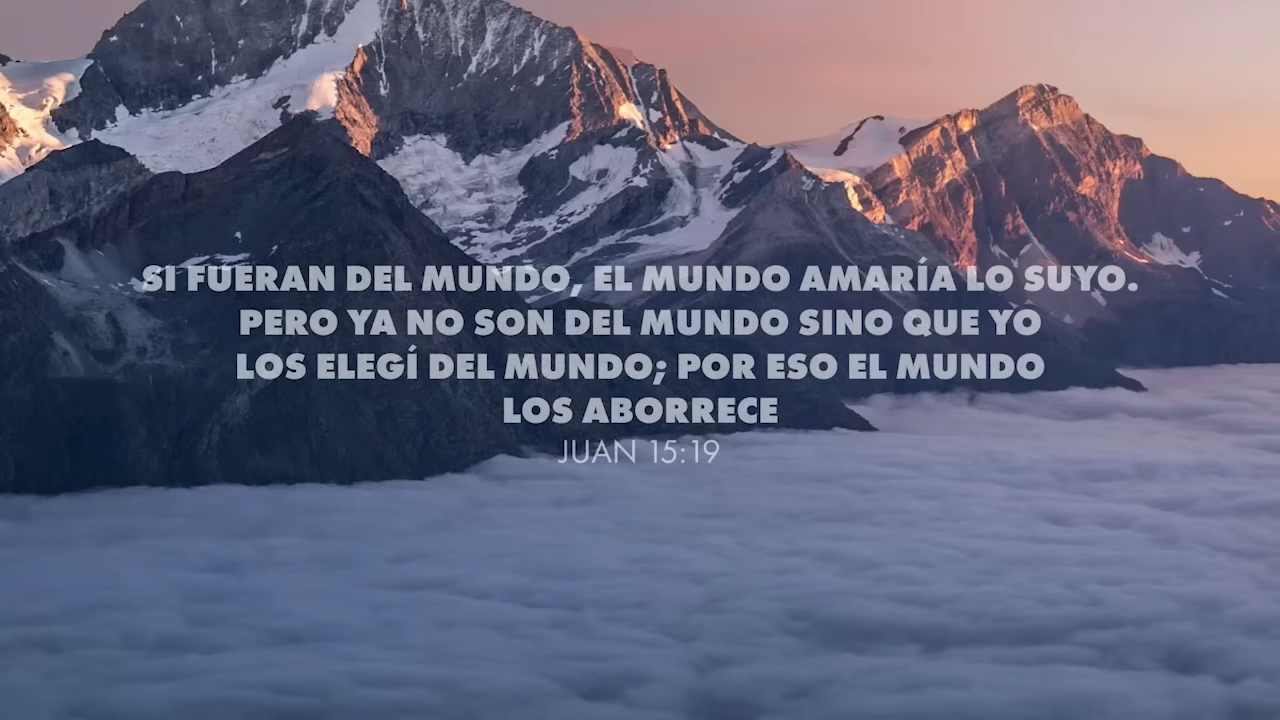 SI FUERAN DEL MUNDO, EL MUNDO AMARÍA LO SUYO.
PERO YA NO SON DEL MUNDO SINO QUE YO
LOS ELEGÍ DEL MUNDO; POR ESO EL MUNDO
LOS ABORRECE
JUAN 15:19